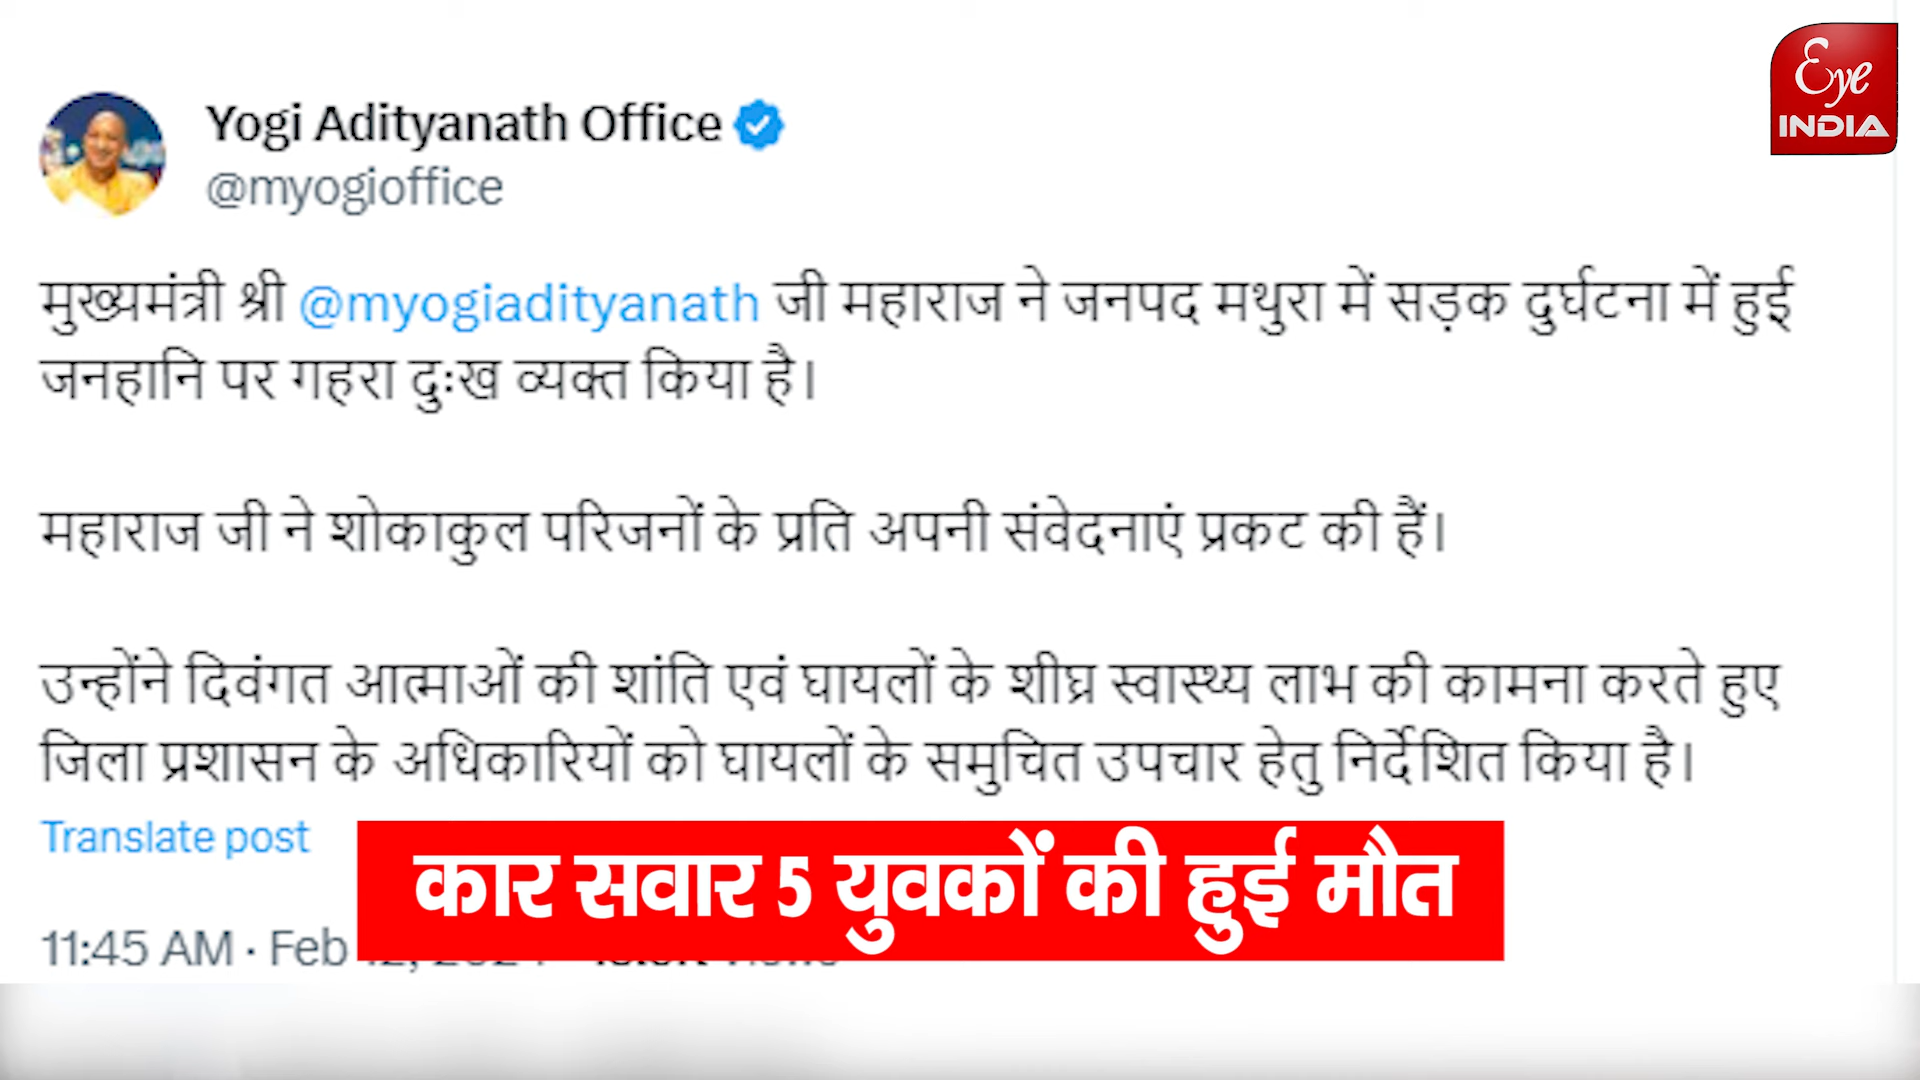 Eye
INDIA
Yogi Adityanath Office
@myogioffice
मुख्यमंत्री श्री @myogiadityanath जी महाराज ने जनपद मथुरा में सड़क दुर्घटना में हुई
जनहानि पर गहरा दुःख व्यक्त किया है।
महाराज जी ने शोकाकुल परिजनों के प्रति अपनी संवेदनाएं प्रकट की हैं।
उन्होंने दिवंगत आत्माओं की शांति एवं घायलों के शीघ्र स्वास्थ्य लाभ की कामना करते हुए
जिला प्रशासन के अधिकारियों को घायलों के समुचित उपचार हेतु निर्देशित किया है।
Translate post
कार सवार 5 युवकों की हुई मौत
11:45 AM · Feb